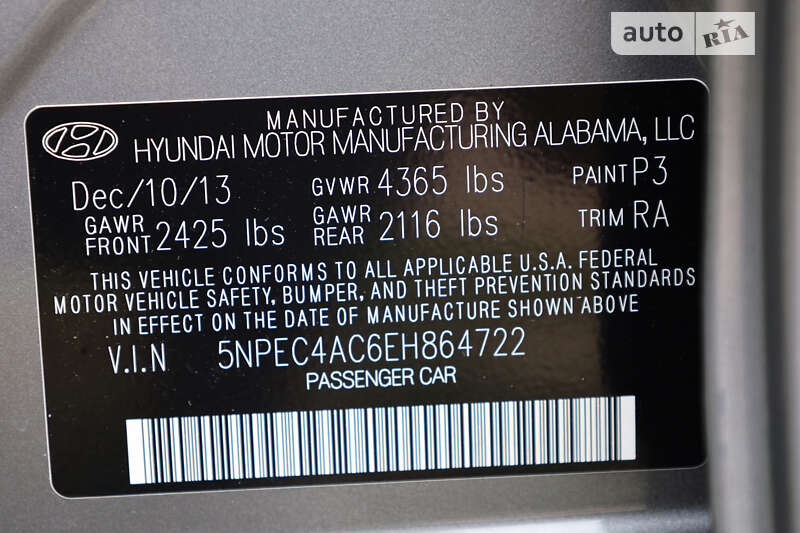 auto RIA
MANUFACTURED BY
HYUNDAI MOTOR MANUFACTURING ALABAMA, LLC
Dec/10/13 GVWR 4365 lbs PAINT P3
GAWR FRONT 2425 lbs GAWR REAR 2116 lbs TRIM RA
THIS VEHICLE CONFORMS TO ALL APPLICABLE U.S.A. FEDERAL
MOTOR VEHICLE SAFETY, BUMPER, AND THEFT PREVENTION STANDARDS
IN EFFECT ON THE DATE OF MANUFACTURE SHOWN ABOVE
V.I.N 5NPEC4AC6EH864722
PASSENGER CAR